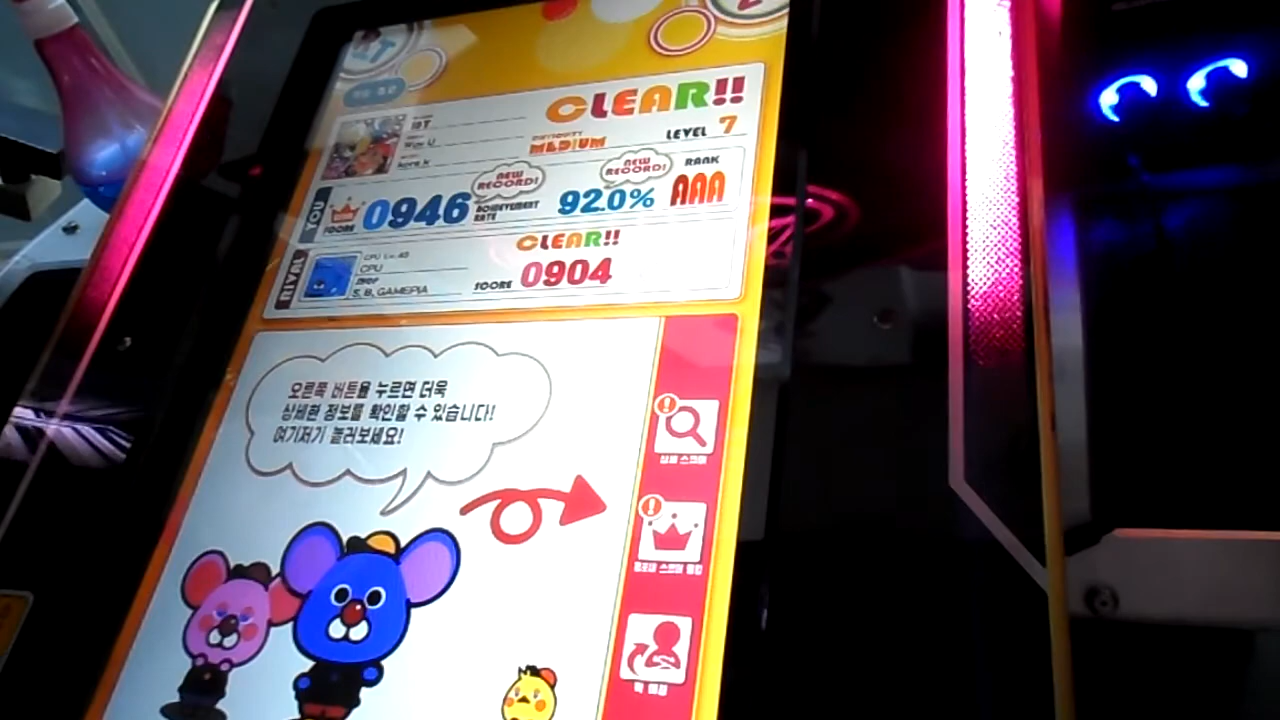 CLEAR!!
DIFFICULTY
MEDIUM
LEVEL 7
YOU
SCORE
0946
NEW RECORD!
ACHIEVEMENT RATE
NEW RECORD!
92.0%
RANK
AAA
RIVAL
CPU
S. B. GAMEPIA
CLEAR!!
SCORE
0904
오른쪽 버튼을 누르면 더욱
상세한 정보를 확인할 수 있습니다!
여기저기 눌러보세요!